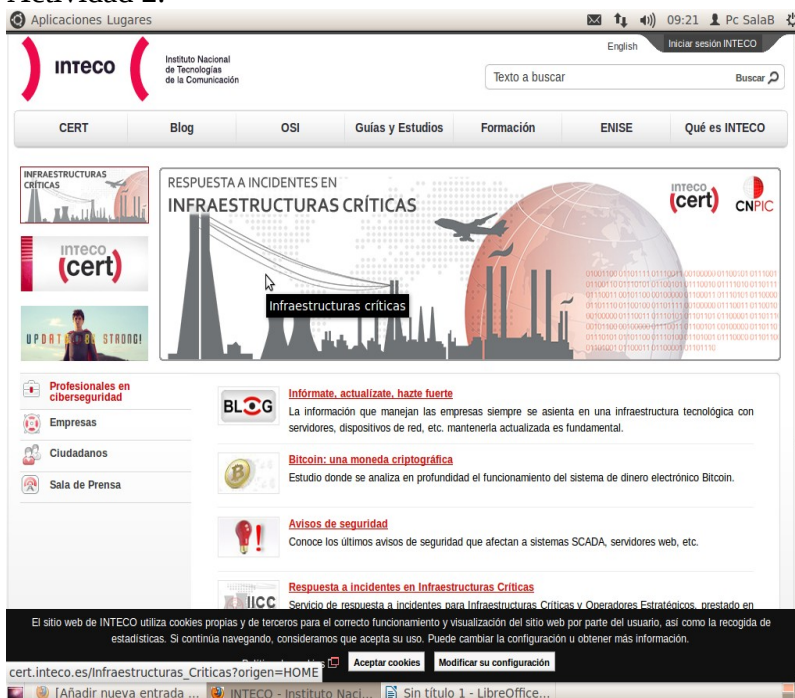 Actividad 2:
Aplicaciones Lugares
09:21 Pc SalaB
English
Iniciar sesión INTECO
INTECO
Instituto Nacional
de Tecnologías
de la Comunicación
Texto a buscar
Buscar
CERT Blog OSI Guías y Estudios Formación ENISE Qué es INTECO
INFRAESTRUCTURAS
CRÍTICAS
inteco
cert
UPDATE BE STRONG!
RESPUESTA A INCIDENTES EN
INFRAESTRUCTURAS CRÍTICAS
inteco
cert
CNPIC
Infraestructuras críticas
Profesionales en
ciberseguridad
Empresas
Ciudadanos
Sala de Prensa
BLOG
Infórmate, actualízate, hazte fuerte
La información que manejan las empresas siempre se asienta en una infraestructura tecnológica con
servidores, dispositivos de red, etc. mantenerla actualizada es fundamental.
Bitcoin: una moneda criptográfica
Estudio donde se analiza en profundidad el funcionamiento del sistema de dinero electrónico Bitcoin.
Avisos de seguridad
Conoce los últimos avisos de seguridad que afectan a sistemas SCADA, servidores web, etc.
IICC
Respuesta a incidentes en Infraestructuras Críticas
Servicio de respuesta a incidentes para Infraestructuras Críticas y Operadores Estratégicos, prestado en
El sitio web de INTECO utiliza cookies propias y de terceros para el correcto funcionamiento y visualización del sitio web por parte del usuario, así como la recogida de
estadísticas. Si continúa navegando, consideramos que acepta su uso. Puede cambiar la configuración u obtener más información.
Aceptar cookies
Modificar su configuración
cert.inteco.es/Infraestructuras_Criticas?origen=HOME
[Añadir nueva entrada ... INTECO - Instituto Naci... Sin título 1 - LibreOffice...